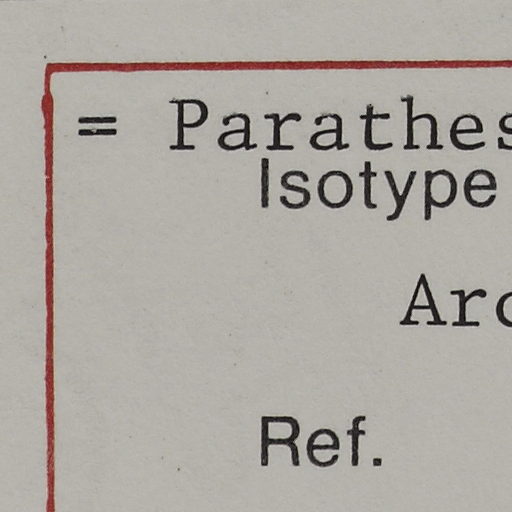 = Parathes
Isotype
Arc
Ref.